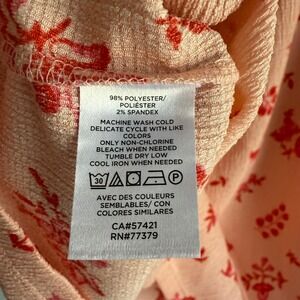 98% POLYESTER/
POLIÉSTER
2% SPANDEX
MACHINE WASH COLD
DELICATE CYCLE WITH LIKE
COLORS
ONLY NON-CHLORINE
BLEACH WHEN NEEDED
TUMBLE DRY LOW
COOL IRON WHEN NEEDED
30
AVEC DES COULEURS
SEMBLABLES/ CON
COLORES SIMILARES
CA#57421
RN#77379